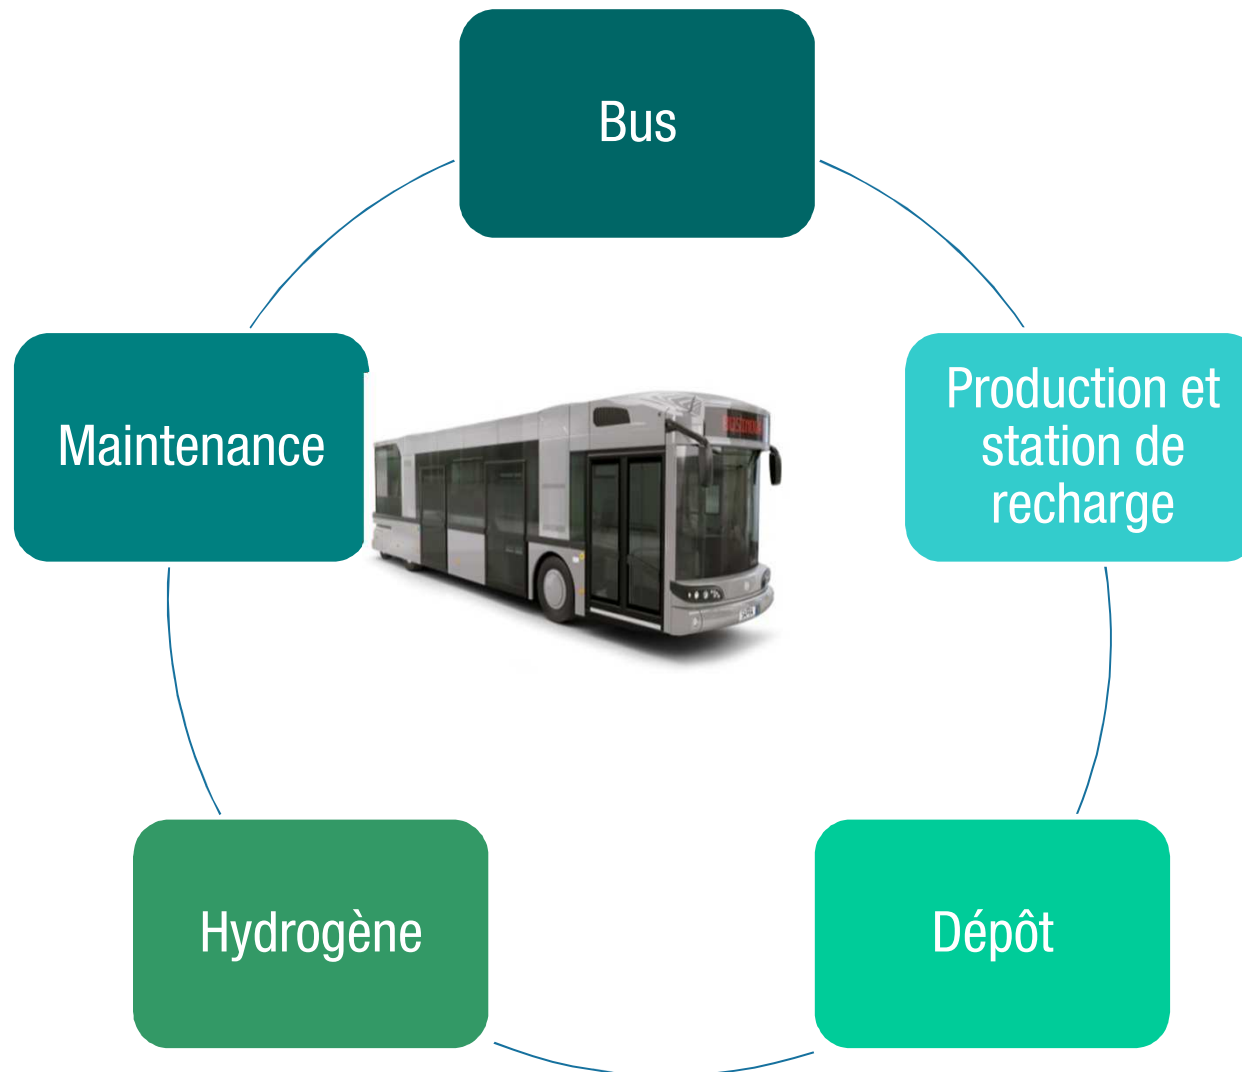 Bus
Maintenance
Production et
station de
recharge
Hydrogène
Dépôt